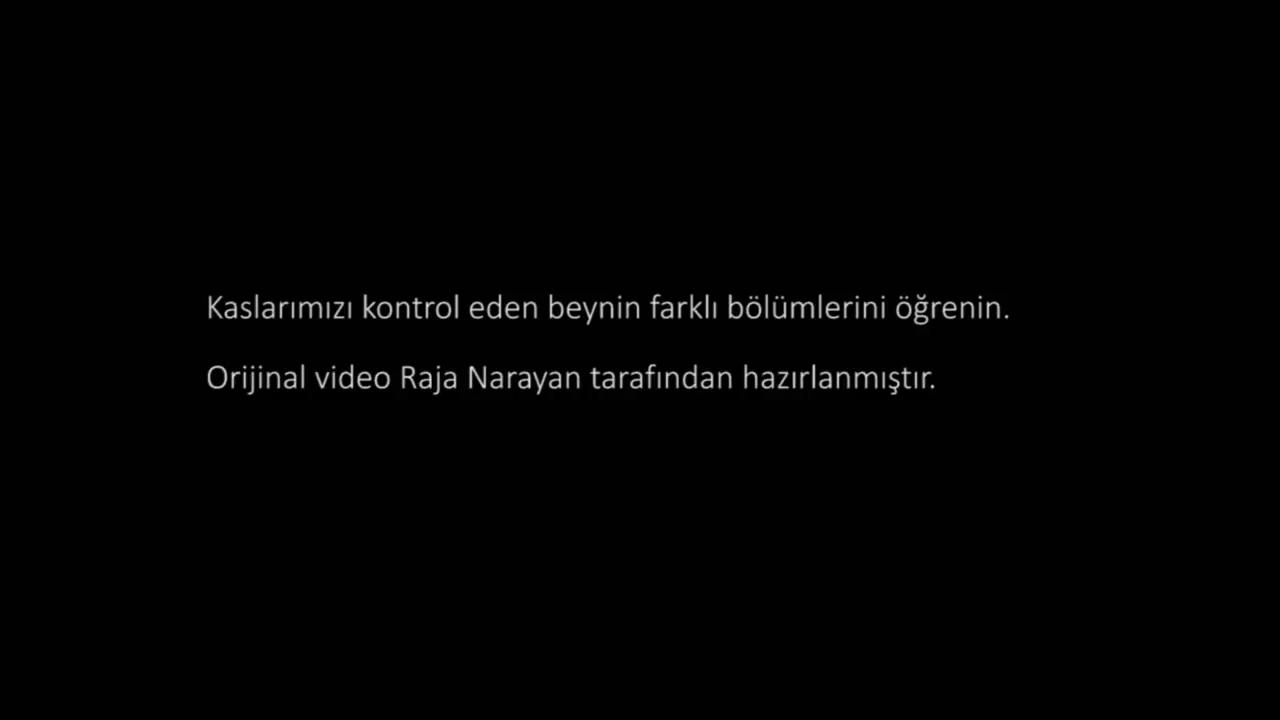 Kaslarımızı kontrol eden beynin farklı bölümlerini öğrenin.
Orijinal video Raja Narayan tarafından hazırlanmıştır.